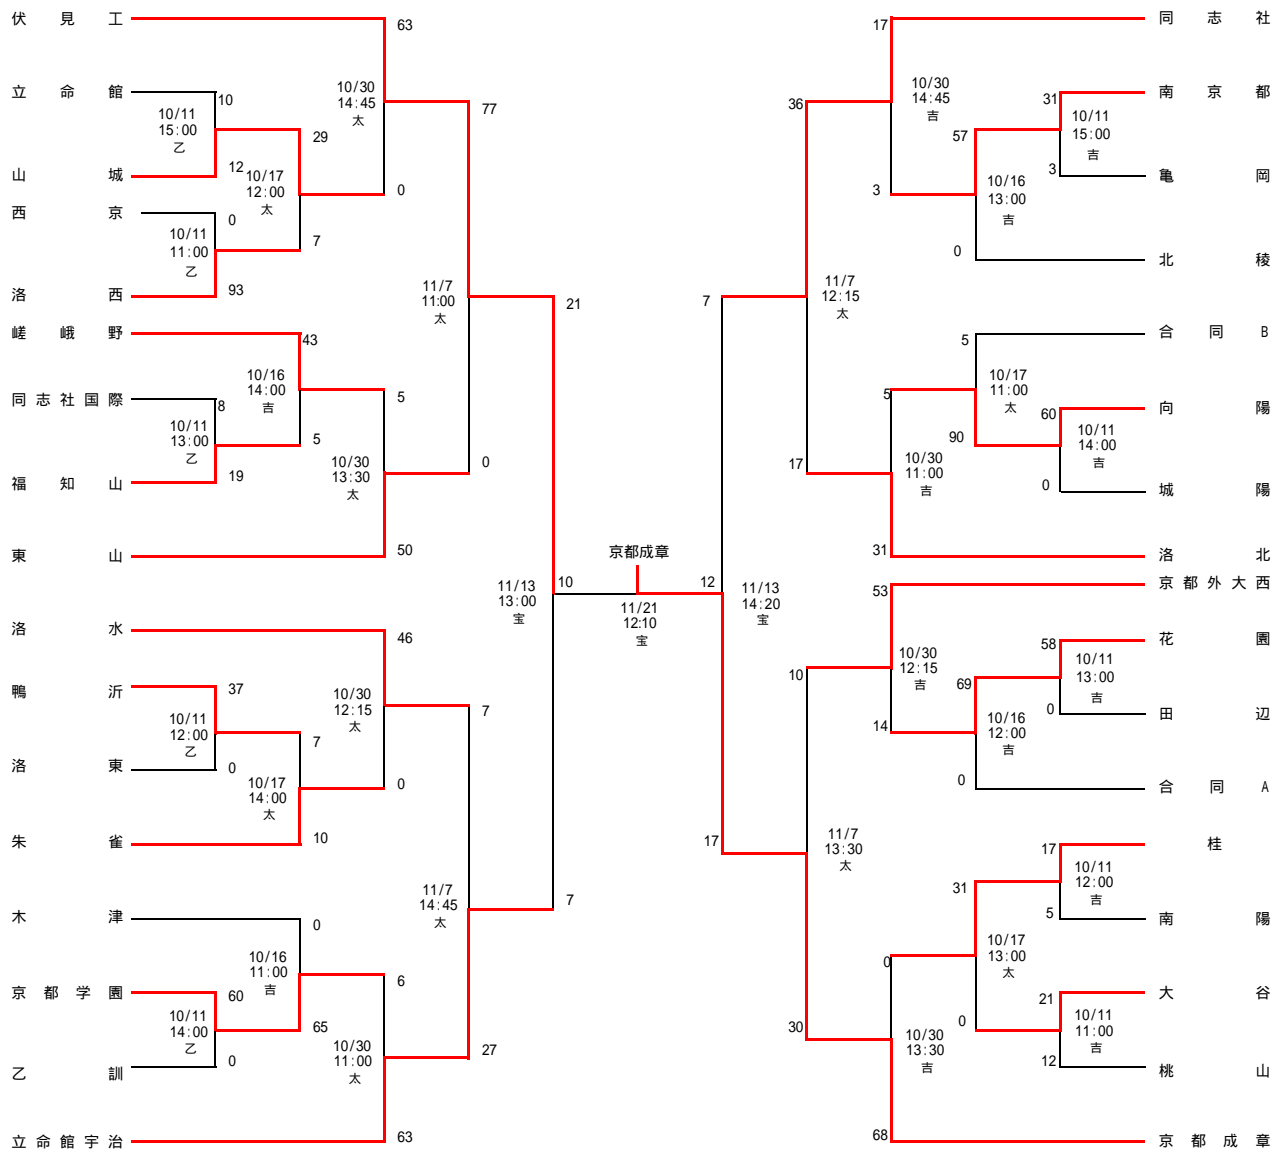 伏見工
63
立命館
10
10/11
15:00
乙
山城
12
29
10/17
12:00
太
西京
0
10/11
11:00
乙
洛西
93
7
10/30
14:45
太
0
77
嵯峨野
43
10/16
14:00
吉
同志社国際
8
10/11
13:00
乙
福知山
19
5
5
10/30
13:30
太
東山
50
0
11/7
11:00
太
21
洛水
46
鴨沂
37
10/11
12:00
乙
洛東
0
7
10/17
14:00
太
朱雀
10
10/30
12:15
太
0
7
木津
0
10/16
11:00
吉
京都学園
60
10/11
14:00
乙
乙訓
0
65
6
10/30
11:00
太
立命館宇治
63
27
11/7
14:45
太
7
11/13
13:00
宝
10
京都成章
11/21
12:10
宝
12
11/13
14:20
宝
同志社
17
南京都
31
10/11
15:00
吉
亀岡
3
57
10/16
13:00
吉
北稜
0
10/30
14:45
吉
3
36
11/7
12:15
太
7
合同B
5
10/17
11:00
太
向陽
60
10/11
14:00
吉
城陽
0
90
5
10/30
11:00
吉
洛北
31
17
京都外大西
53
花園
58
10/11
13:00
吉
田辺
0
69
10/16
12:00
吉
合同A
0
10/30
12:15
吉
14
10
11/7
13:30
太
17
桂
17
10/11
12:00
吉
南陽
5
31
10/17
13:00
太
大谷
21
10/11
11:00
吉
桃山
12
0
0
10/30
13:30
吉
京都成章
68
30